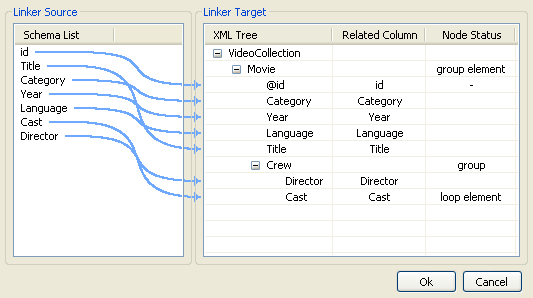 Linker Source
Schema List
id
Title
Category
Year
Language
Cast
Director
Linker Target
XML Tree Related Column Node Status
VideoCollection
Movie group element
@id id -
Category Category
Year Year
Language Language
Title Title
Crew group
Director Director
Cast Cast loop element
Ok Cancel